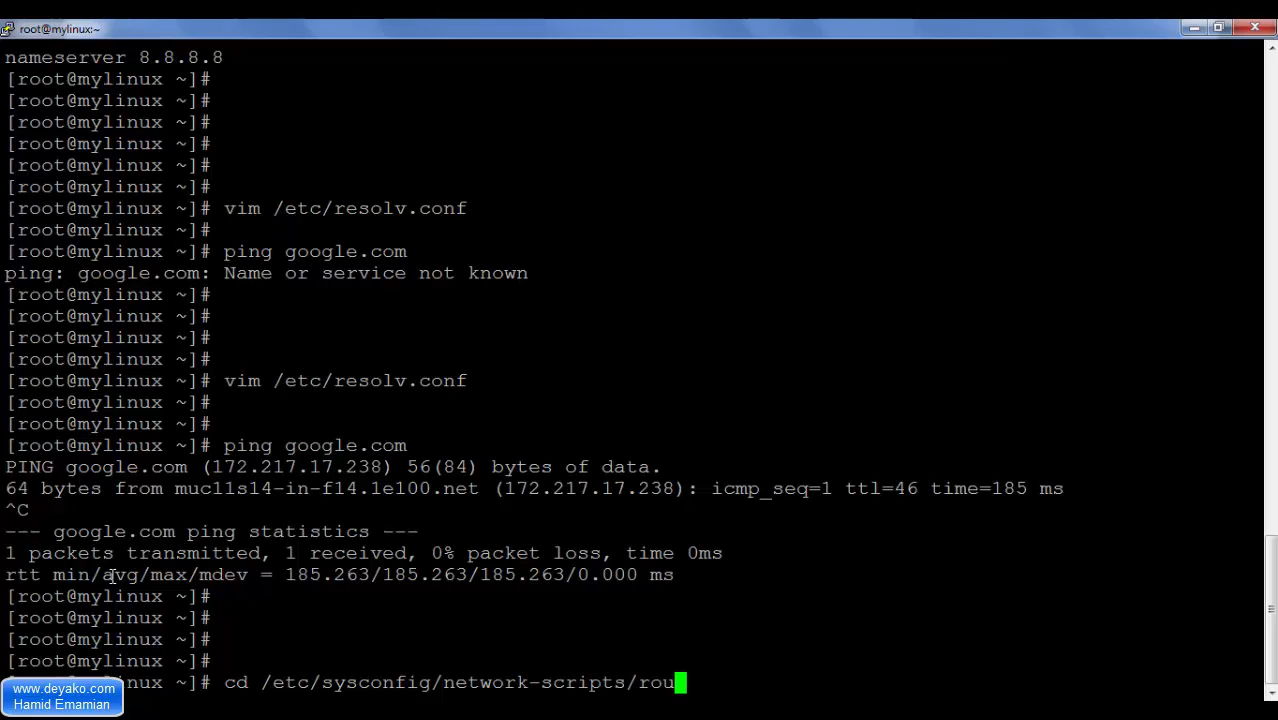 root@mylinux:~
nameserver 8.8.8.8
[root@mylinux ~]#
[root@mylinux ~]#
[root@mylinux ~]#
[root@mylinux ~]#
[root@mylinux ~]#
[root@mylinux ~]#
[root@mylinux ~]# vim /etc/resolv.conf
[root@mylinux ~]#
[root@mylinux ~]# ping google.com
ping: google.com: Name or service not known
[root@mylinux ~]#
[root@mylinux ~]#
[root@mylinux ~]#
[root@mylinux ~]#
[root@mylinux ~]# vim /etc/resolv.conf
[root@mylinux ~]#
[root@mylinux ~]#
[root@mylinux ~]# ping google.com
PING google.com (172.217.17.238) 56(84) bytes of data.
64 bytes from muc11s14-in-f14.1e100.net (172.217.17.238): icmp_seq=1 ttl=46 time=185 ms
^C
--- google.com ping statistics ---
1 packets transmitted, 1 received, 0% packet loss, time 0ms
rtt min/avg/max/mdev = 185.263/185.263/185.263/0.000 ms
[root@mylinux ~]#
[root@mylinux ~]#
[root@mylinux ~]#
[root@mylinux ~]#
linux ~]# cd /etc/sysconfig/network-scripts/rou
www.deyako.com
Hamid Emamian